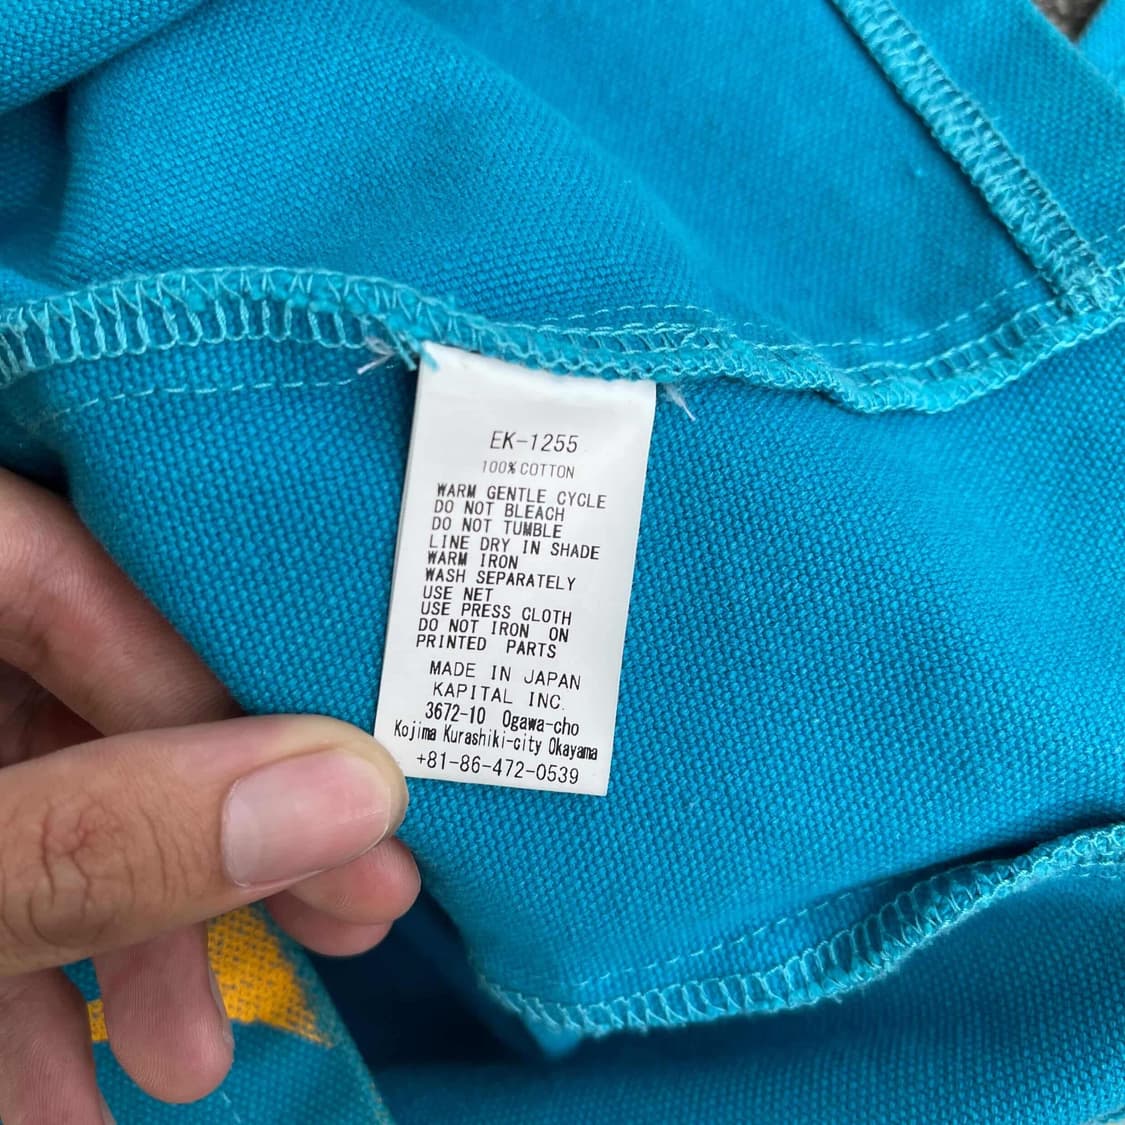 EK-1255
100% COTTON
WARM GENTLE CYCLE
DO NOT BLEACH
DO NOT TUMBLE
LINE DRY IN SHADE
WARM IRON
WASH SEPARATELY
USE NET
USE PRESS CLOTH
DO NOT IRON ON
PRINTED PARTS
MADE IN JAPAN
KAPITAL INC.
3672-10 Ogawa-cho
Kojima Kurashiki-city Okayama
+81-86-472-0539